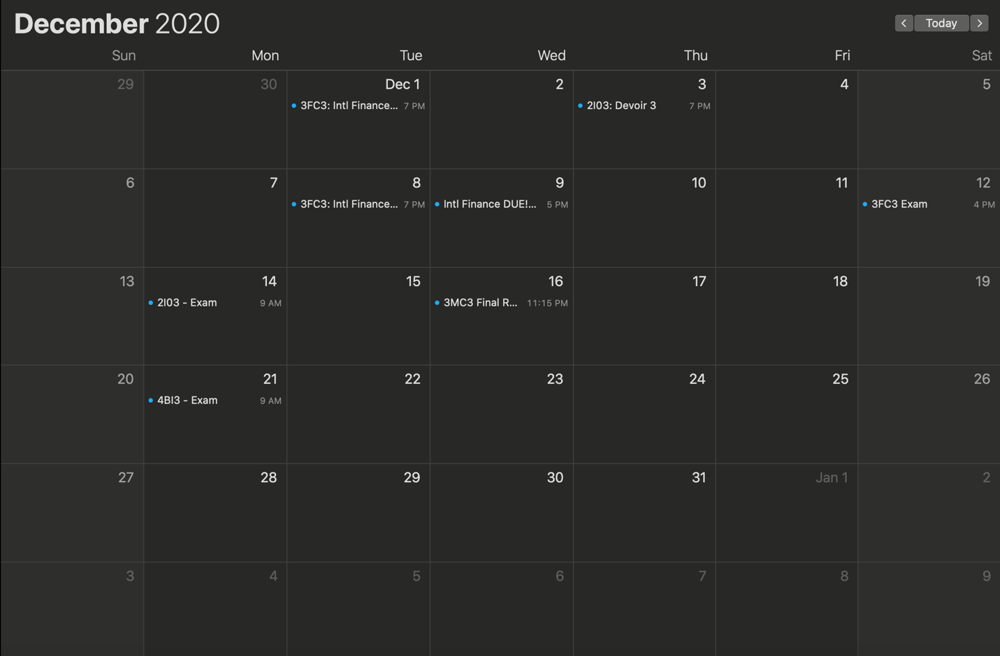 December 2020
< Today >
Sun Mon Tue Wed Thu Fri Sat
29 30 Dec 1 2 3 4 5
3FC3: Intl Finance... 7 PM
2I03: Devoir 3 7 PM
6 7 8 9 10 11 12
3FC3: Intl Finance... 7 PM
Intl Finance DUE!... 5 PM
3FC3 Exam 4 PM
13 14 15 16 17 18 19
2I03 - Exam 9 AM
3MC3 Final R... 11:15 PM
20 21 22 23 24 25 26
4BI3 - Exam 9 AM
27 28 29 30 31 Jan 1 2
3 4 5 6 7 8 9